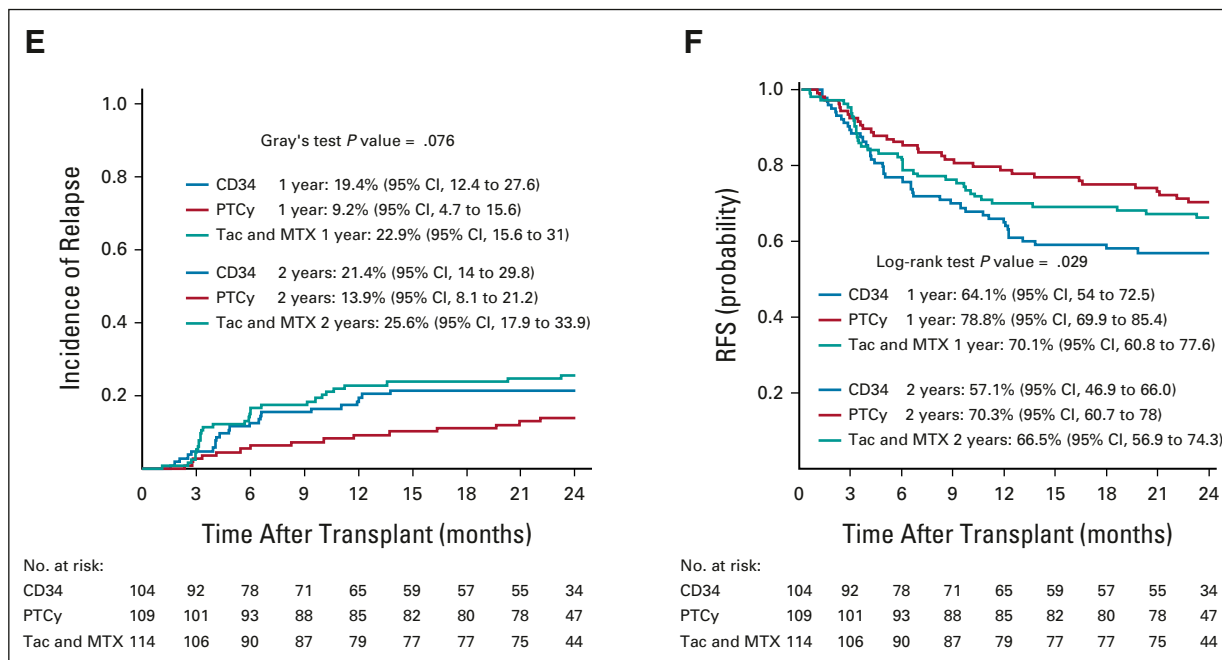 E
1.0
0.8
0.6
0.4
0.2
Incidence of Relapse
Gray's test P value = .076
CD34 1 year: 19.4% (95% CI, 12.4 to 27.6)
PTCy 1 year: 9.2% (95% CI, 4.7 to 15.6)
Tac and MTX 1 year: 22.9% (95% CI, 15.6 to 31)
CD34 2 years: 21.4% (95% CI, 14 to 29.8)
PTCy 2 years: 13.9% (95% CI, 8.1 to 21.2)
Tac and MTX 2 years: 25.6% (95% CI, 17.9 to 33.9)
0 3 6 9 12 15 18 21 24
Time After Transplant (months)
No. at risk:
CD34 104 92 78 71 65 59 57 55 34
PTCy 109 101 93 88 85 82 80 78 47
Tac and MTX 114 106 90 87 79 77 77 75 44
F
1.0
0.8
0.6
0.4
0.2
RFS (probability)
Log-rank test P value = .029
CD34 1 year: 64.1% (95% CI, 54 to 72.5)
PTCy 1 year: 78.8% (95% CI, 69.9 to 85.4)
Tac and MTX 1 year: 70.1% (95% CI, 60.8 to 77.6)
CD34 2 years: 57.1% (95% CI, 46.9 to 66.0)
PTCy 2 years: 70.3% (95% CI, 60.7 to 78)
Tac and MTX 2 years: 66.5% (95% CI, 56.9 to 74.3)
0 3 6 9 12 15 18 21 24
Time After Transplant (months)
No. at risk:
CD34 104 92 78 71 65 59 57 55 34
PTCy 109 101 93 88 85 82 80 78 47
Tac and MTX 114 106 90 87 79 77 77 75 44